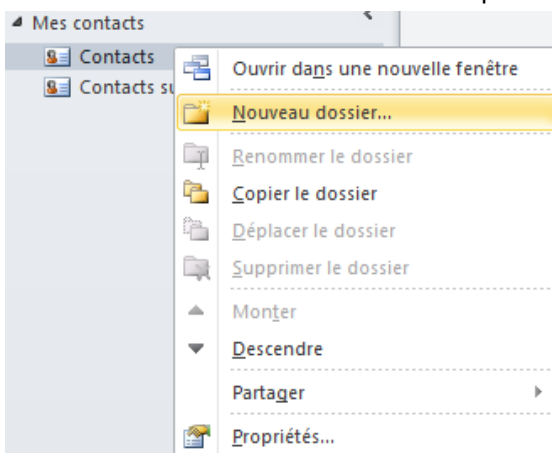 Mes contacts
Contacts
Contacts su
Ouvrir dans une nouvelle fenêtre
Nouveau dossier...
Renommer le dossier
Copier le dossier
Déplacer le dossier
Supprimer le dossier
Monter
Descendre
Partager
Propriétés...